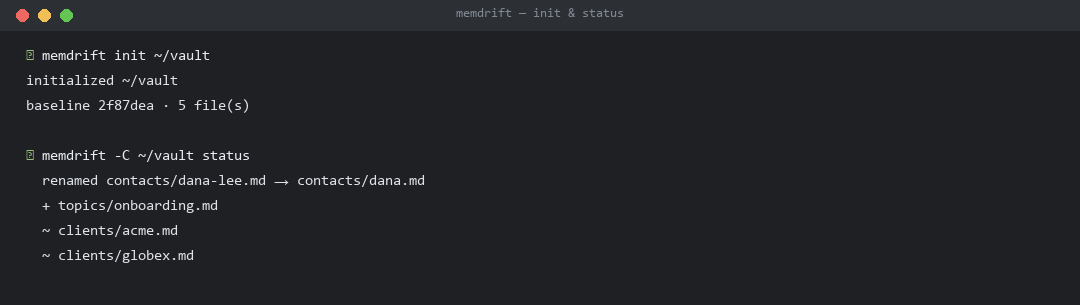 memdrift — init & status
memdrift init ~/vault
initialized ~/vault
baseline 2f87dea · 5 file(s)
memdrift -C ~/vault status
renamed contacts/dana-lee.md → contacts/dana.md
+ topics/onboarding.md
~ clients/acme.md
~ clients/globex.md